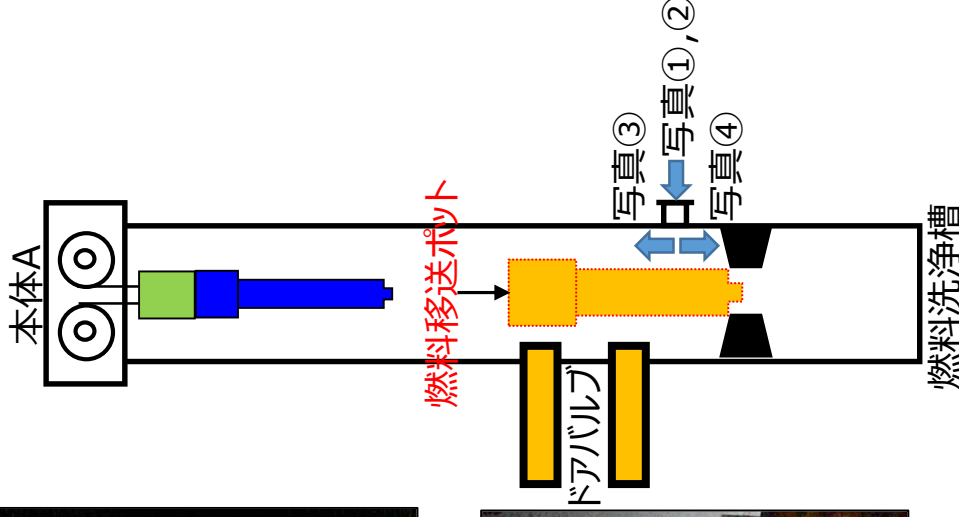 本体A
写真①,②
写真③
写真④
燃料移送ポット
ドアバルブ
燃料洗浄槽